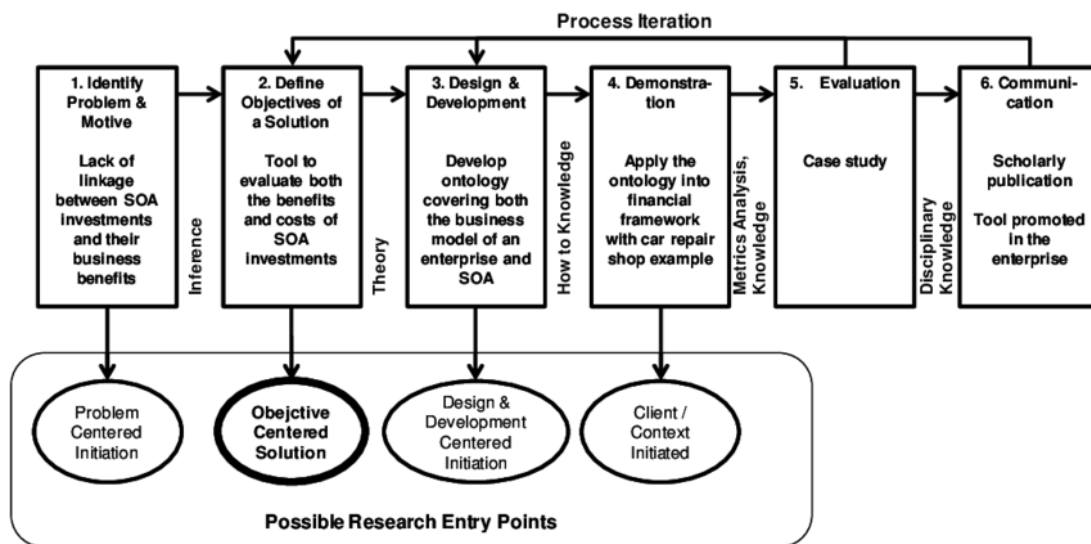 Process Iteration
1. Identify
Problem &
Motive
Lack of
linkage
between SOA
investments
and their
business
benefits
Inference
2. Define
Objectives of
a Solution
Tool to
evaluate both
the benefits
and costs of
SOA
investments
Theory
3. Design &
Development
Develop
ontology
covering both
the business
model of an
enterprise and
SOA
How to Knowledge
4. Demonstra-
tion
Apply the
ontology into
financial
framework
with car repair
shop example
Metrics Analysis,
Knowledge
5. Evaluation
Case study
Disciplinary
Knowledge
6. Communi-
cation
Scholarly
publication
Tool promoted
in the
enterprise
Problem
Centered
Initiation
Obejctive
Centered
Solution
Design &
Development
Centered
Initiation
Client /
Context
Initiated
Possible Research Entry Points